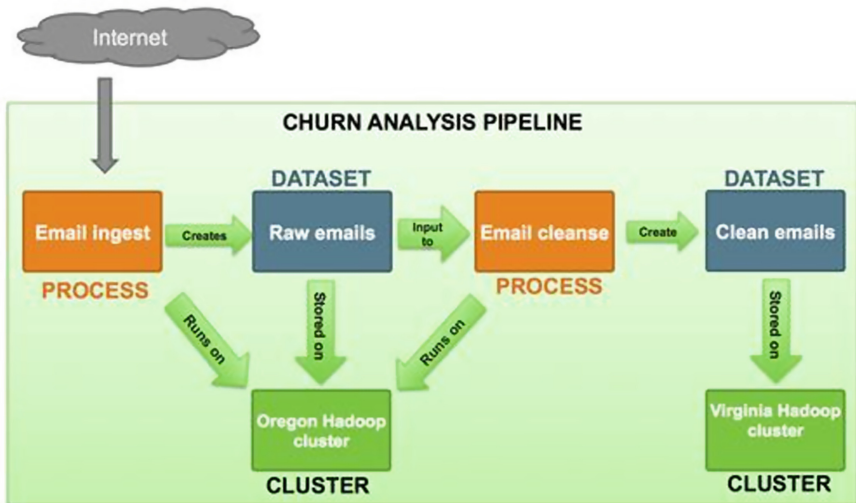 Internet
CHURN ANALYSIS PIPELINE
DATASET
DATASET
Email ingest
Creates
Raw emails
Input
to
Email cleanse
Create
Clean emails
PROCESS
PROCESS
Runs on
Stored on
Runs on
Stored on
Oregon Hadoop
cluster
Virginia Hadoop
cluster
CLUSTER
CLUSTER